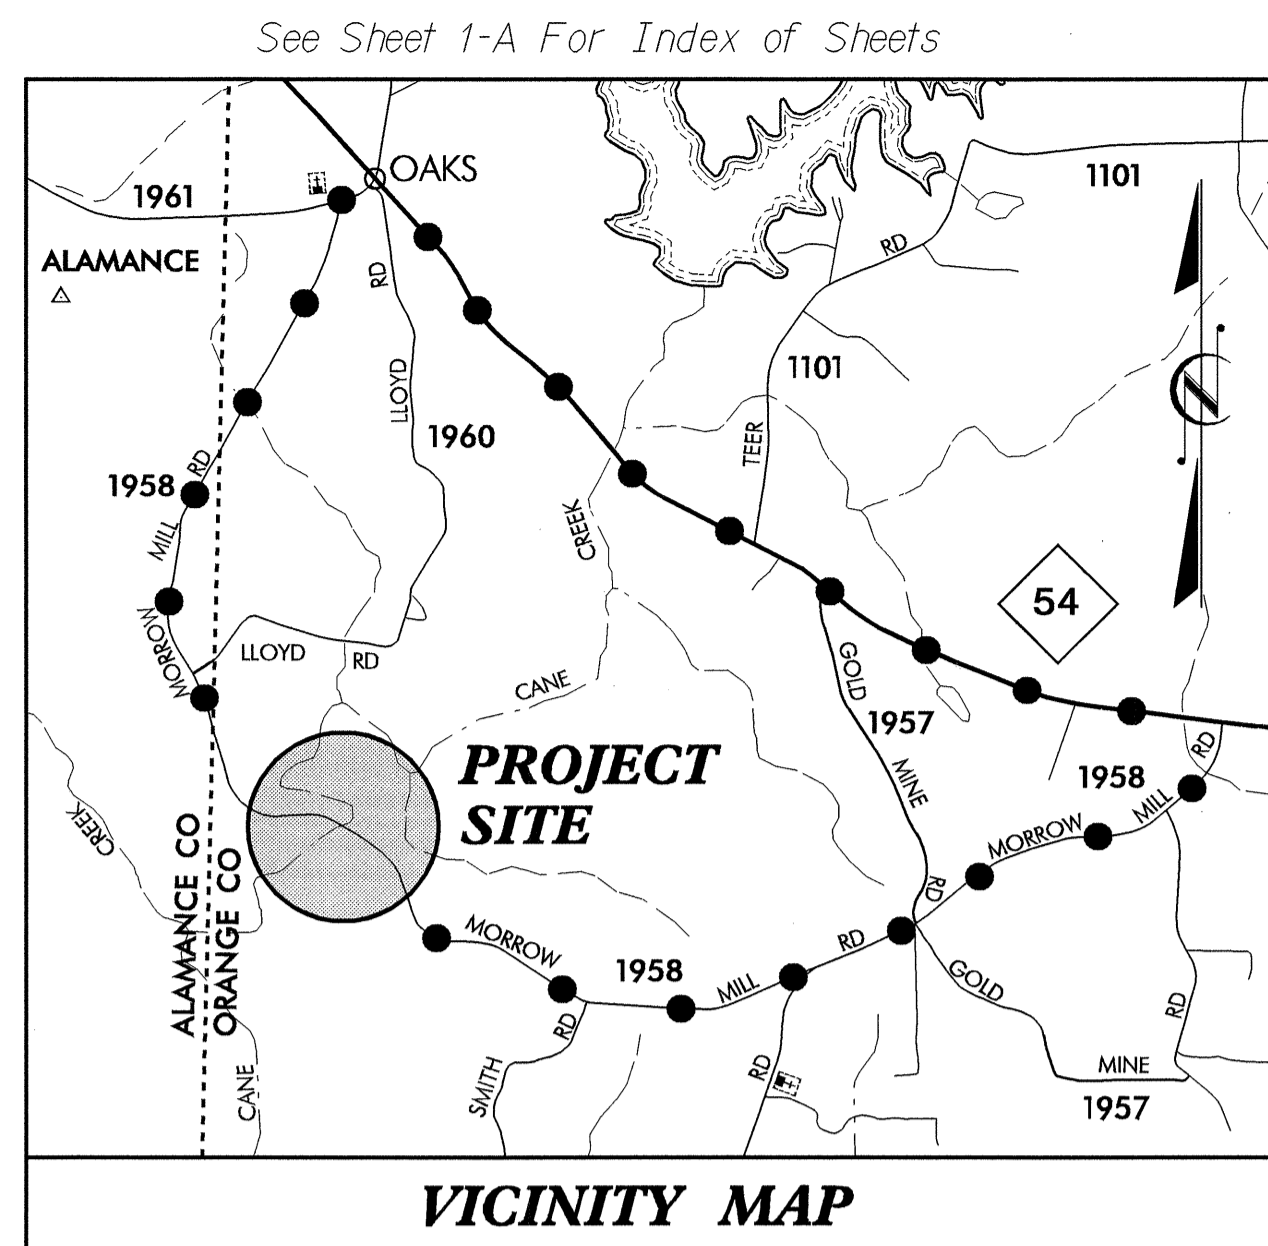 See Sheet 1-A For Index of Sheets
OAKS
1961
1101
RD
ALAMANCE
RD
1101
LLOYD
1960
TEER
1958
RD
MILL
CREEK
54
MORROW
LLOYD
RD
GOLD
CANE
1957
RD
PROJECT
SITE
MINE
1958
MILL
MORROW
CREEK
ALAMANCE CO
ORANGE CO
RD
MORROW
1958
MILL
RD
GOLD
RD
RD
SMITH
CANE
RD
MINE
1957
N
VICINITY MAP